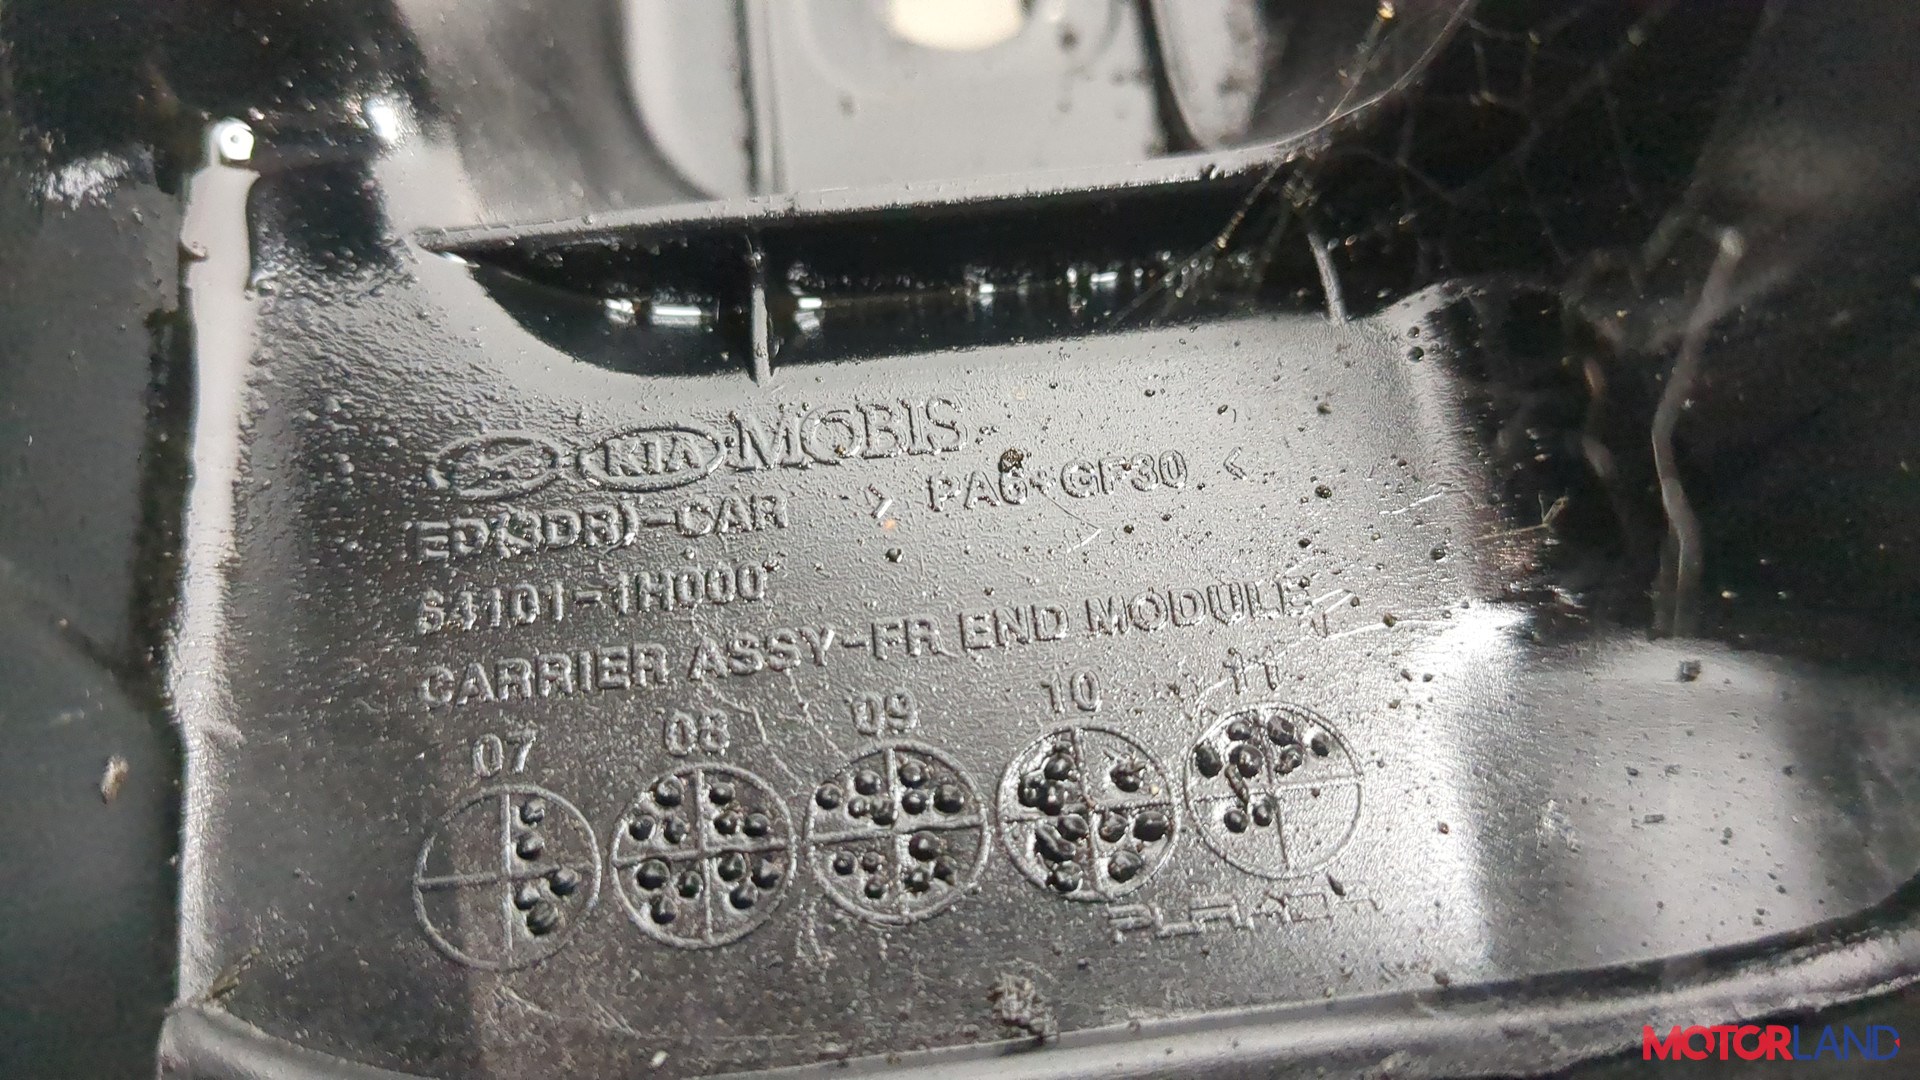 KIA MOBIS
ED(3DR)-CAR > PA6+GF30 <
64101-1H000
CARRIER ASSY-FR END MODULE
07 08 09 10 11
MOTORLAND